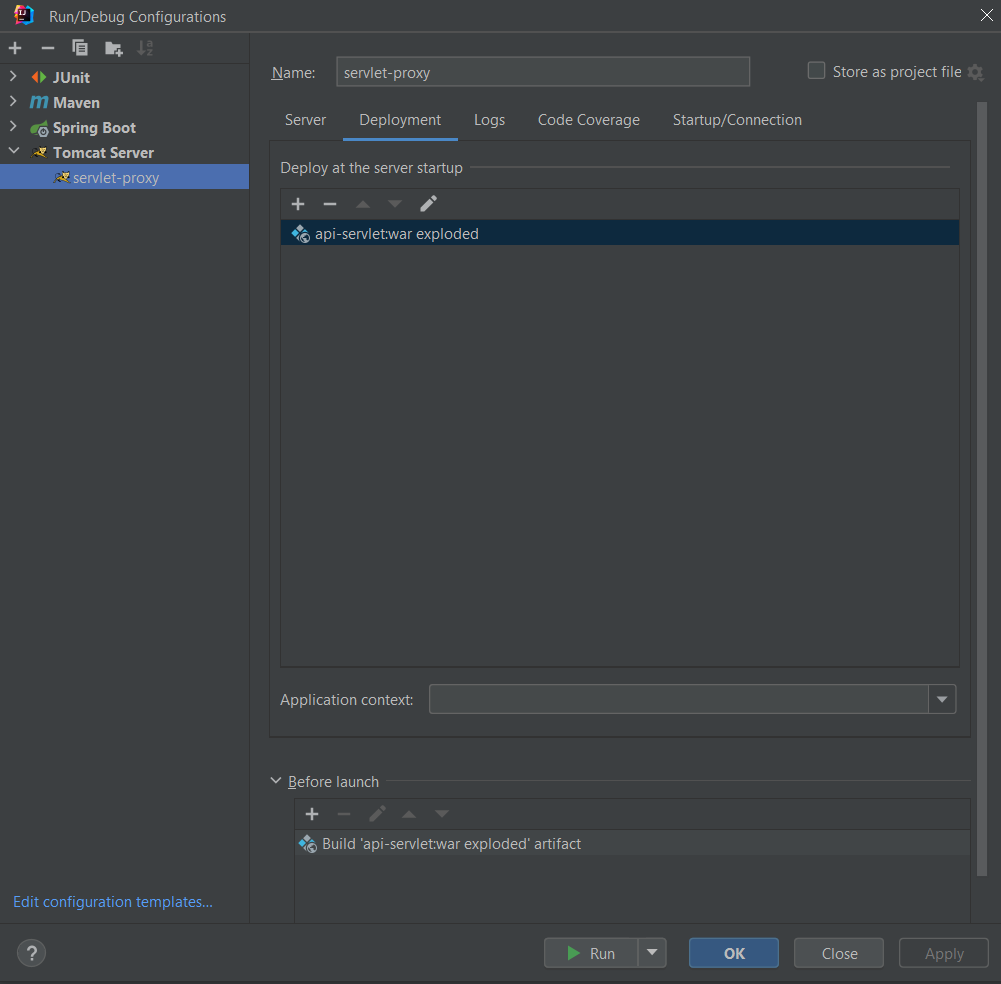 Run/Debug Configurations
JUnit
Maven
Spring Boot
Tomcat Server
servlet-proxy
Edit configuration templates...
Name: servlet-proxy
Store as project file
Server Deployment Logs Code Coverage Startup/Connection
Deploy at the server startup
api-servlet:war exploded
Application context:
Before launch
Build 'api-servlet:war exploded' artifact
? Run OK Close Apply